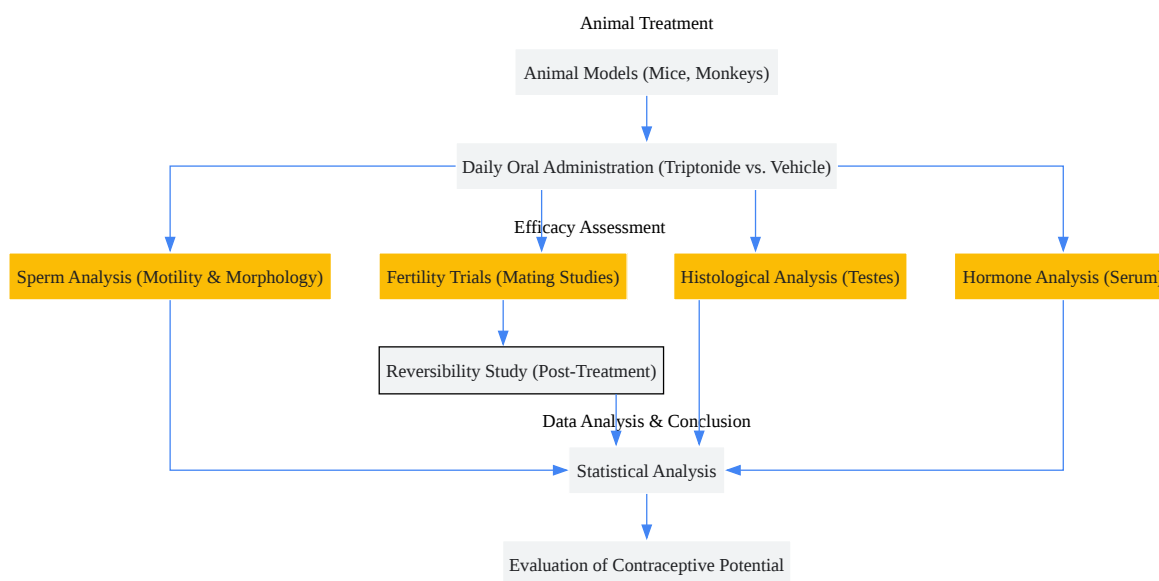 Animal Treatment
Animal Models (Mice, Monkeys)
Daily Oral Administration (Triptonide vs. Vehicle)
Efficacy Assessment
Sperm Analysis (Motility & Morphology)
Fertility Trials (Mating Studies)
Histological Analysis (Testes)
Hormone Analysis (Serum)
Reversibility Study (Post-Treatment)
Data Analysis & Conclusion
Statistical Analysis
Evaluation of Contraceptive Potential